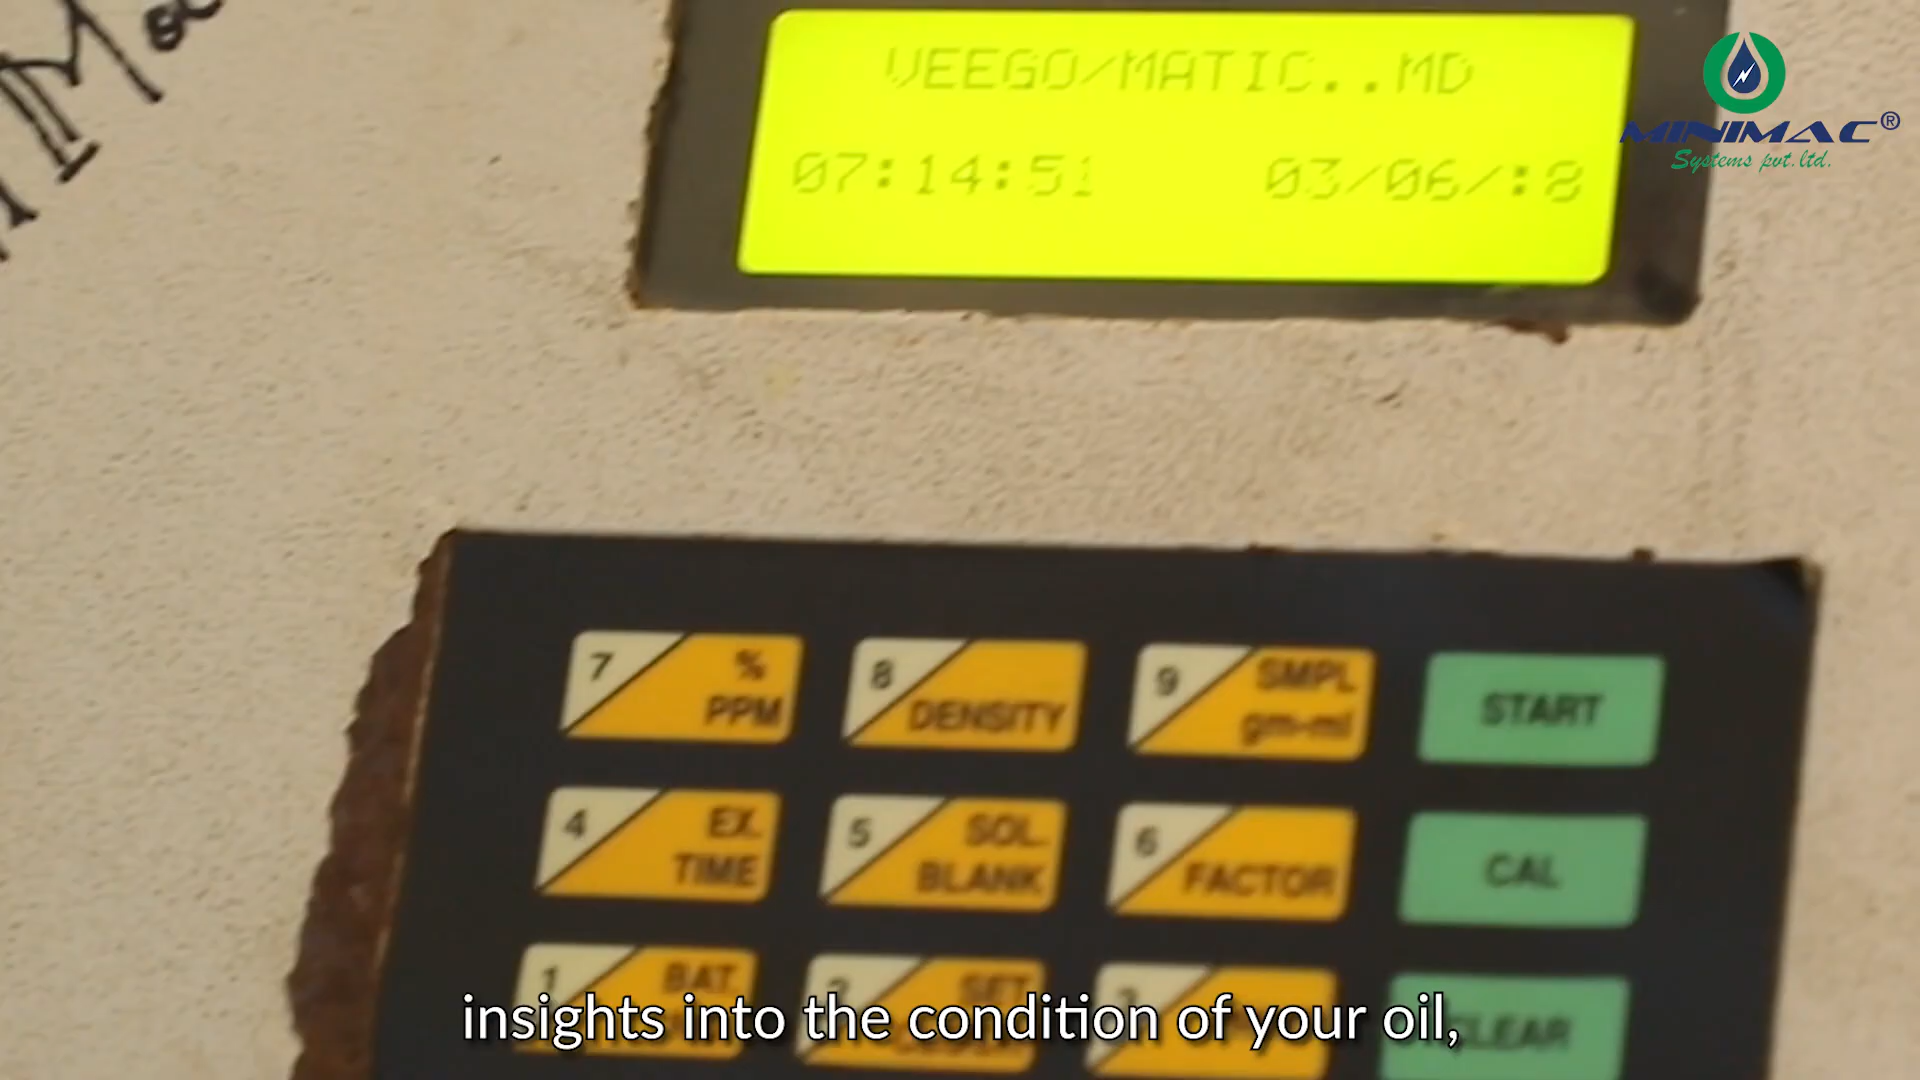 VEEGO/MATIC..MD
07:14:51 03/06/:8
MINIMAC®
Systems pvt.ltd.
7 % PPM
8 DENSITY
9 SMPL gm-ml
START
4 EX. TIME
5 SOL. BLANK
6 FACTOR
CAL
1 BAT.
2 SET
3
CLEAR
insights into the condition of your oil,